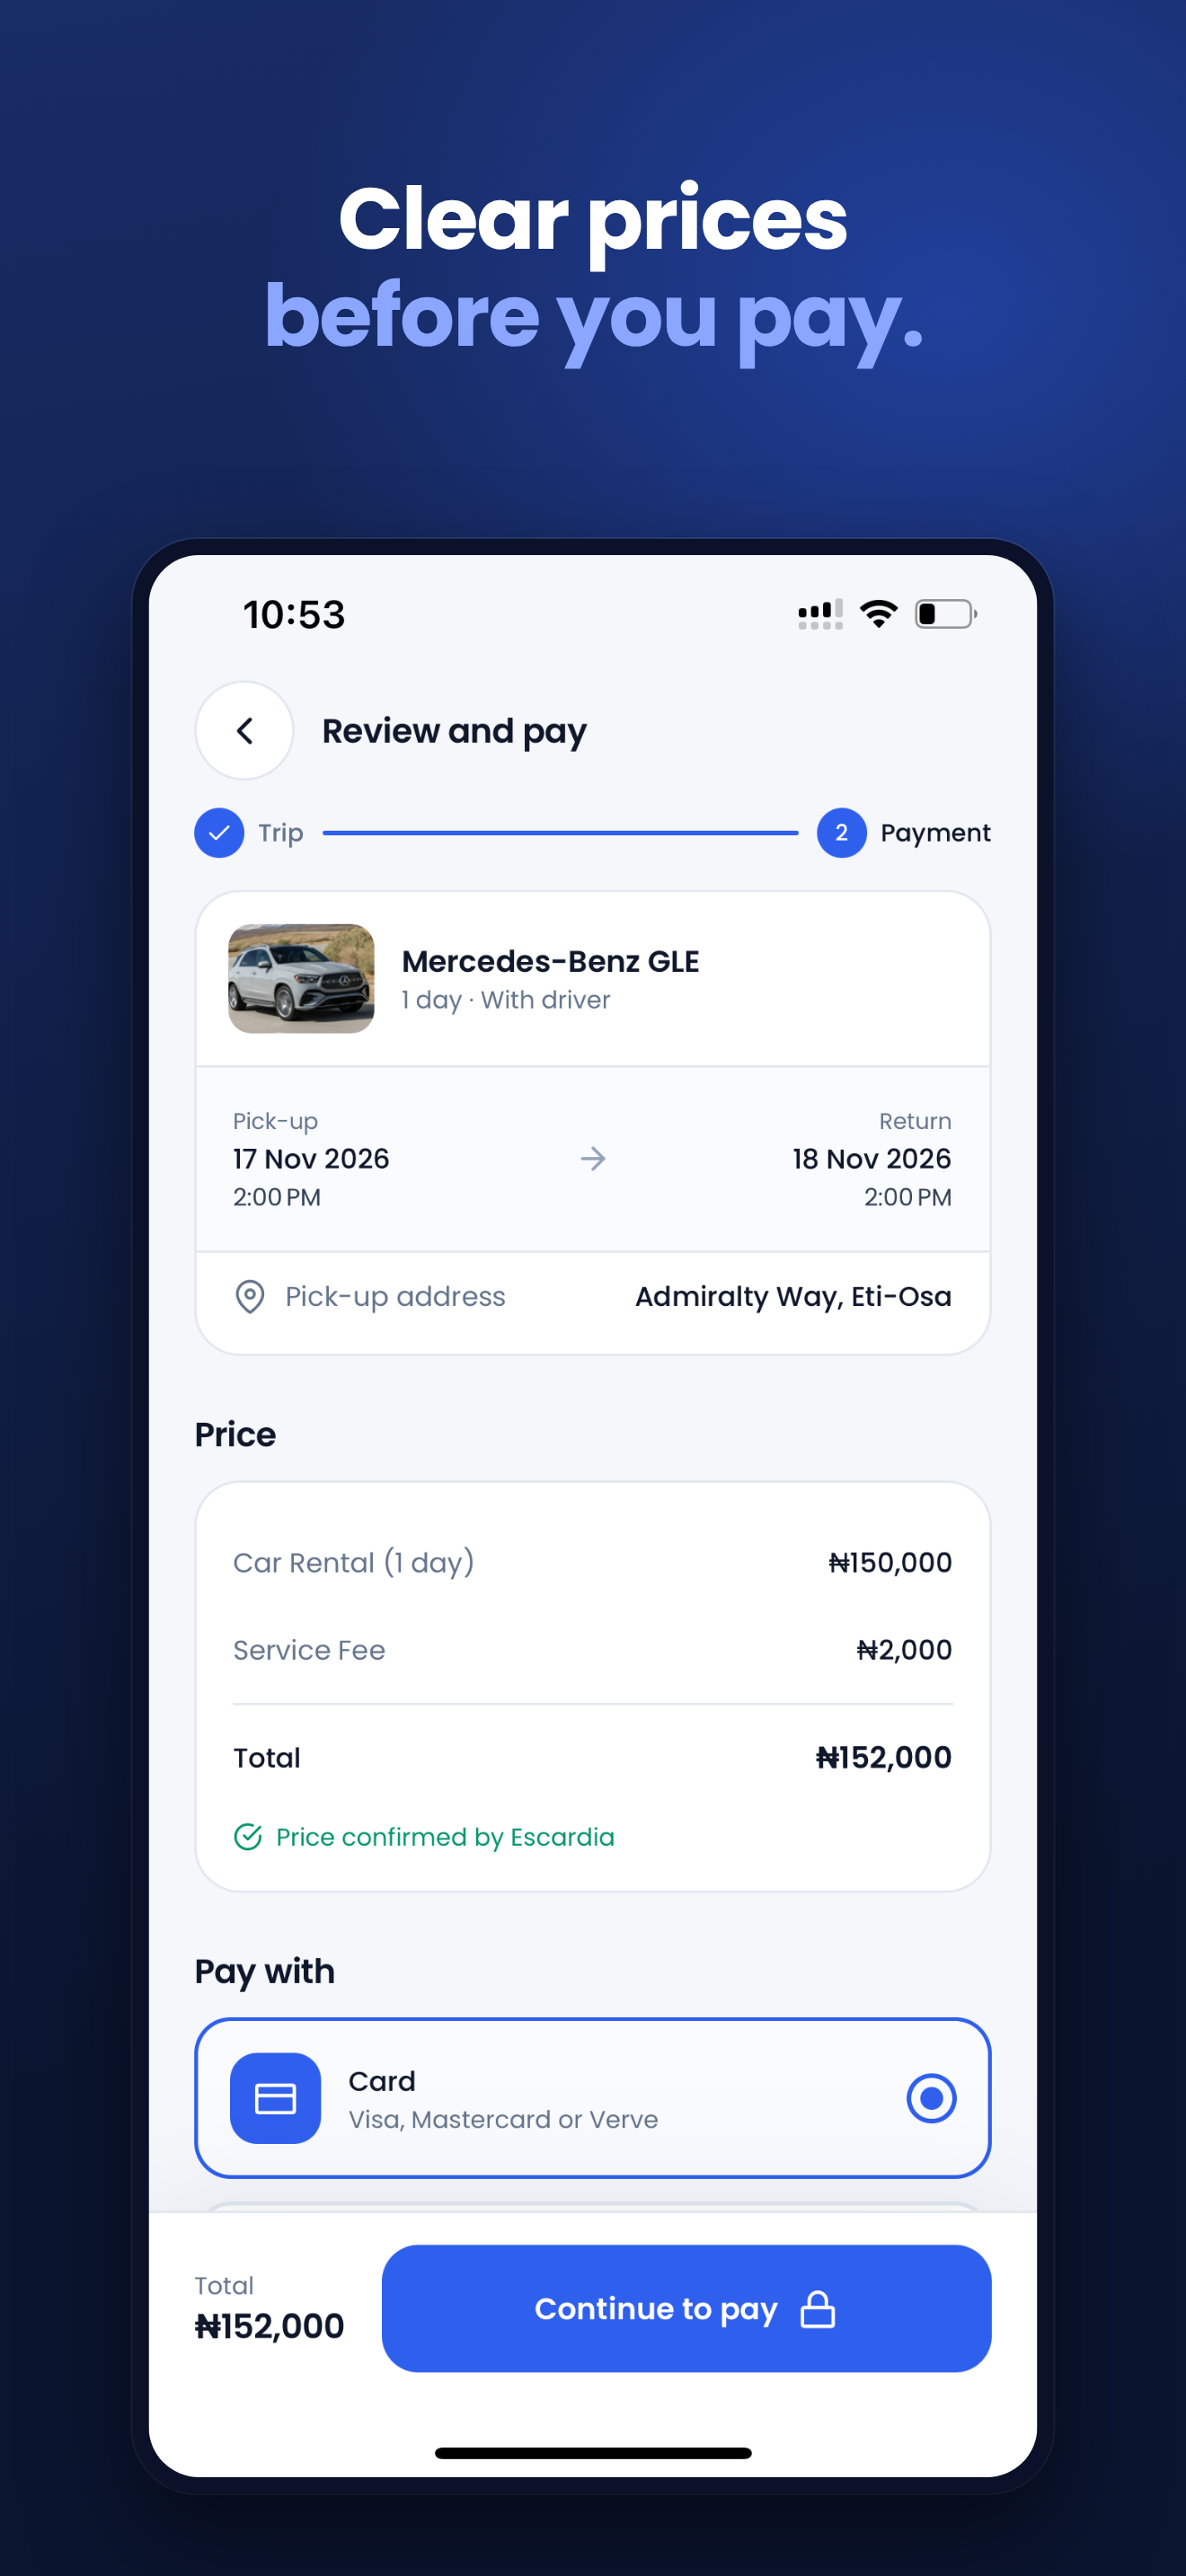 Clear prices
before you pay.
10:53
Review and pay
Trip
2 Payment
Mercedes-Benz GLE
1 day · With driver
Pick-up
Return
17 Nov 2026
18 Nov 2026
2:00 PM
2:00 PM
Pick-up address
Admiralty Way, Eti-Osa
Price
Car Rental (1 day)
₦150,000
Service Fee
₦2,000
Total
₦152,000
Price confirmed by Escardia
Pay with
Card
Visa, Mastercard or Verve
Total
₦152,000
Continue to pay